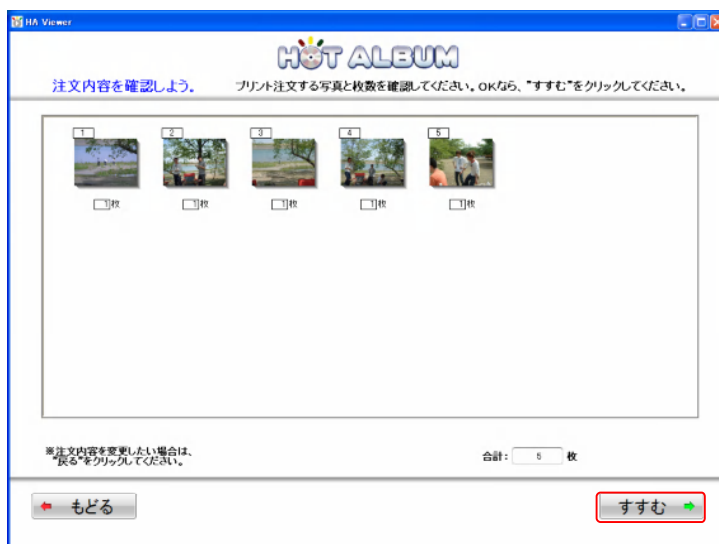 HA Viewer
HOT ALBUM
注文内容を確認しよう。
プリント注文する写真と枚数を確認してください。OKなら、"すすむ"をクリックしてください。
1
2
3
4
5
1枚
1枚
1枚
1枚
1枚
※注文内容を変更したい場合は、
"戻る"をクリックしてください。
合計： 5 枚
もどる
すすむ